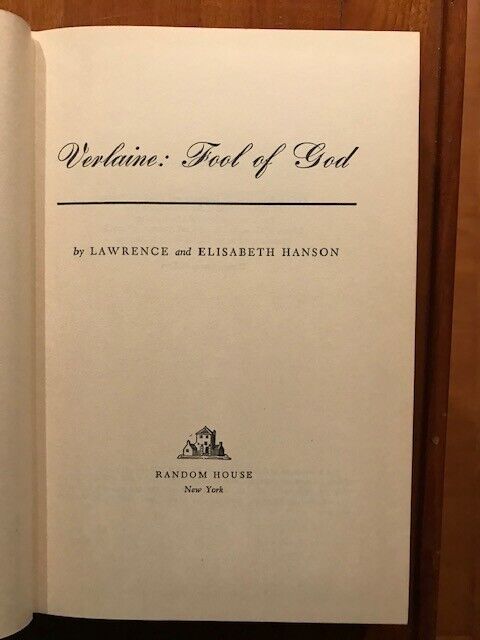 Verlaine: Fool of God
by LAWRENCE and ELISABETH HANSON
RANDOM HOUSE
New York